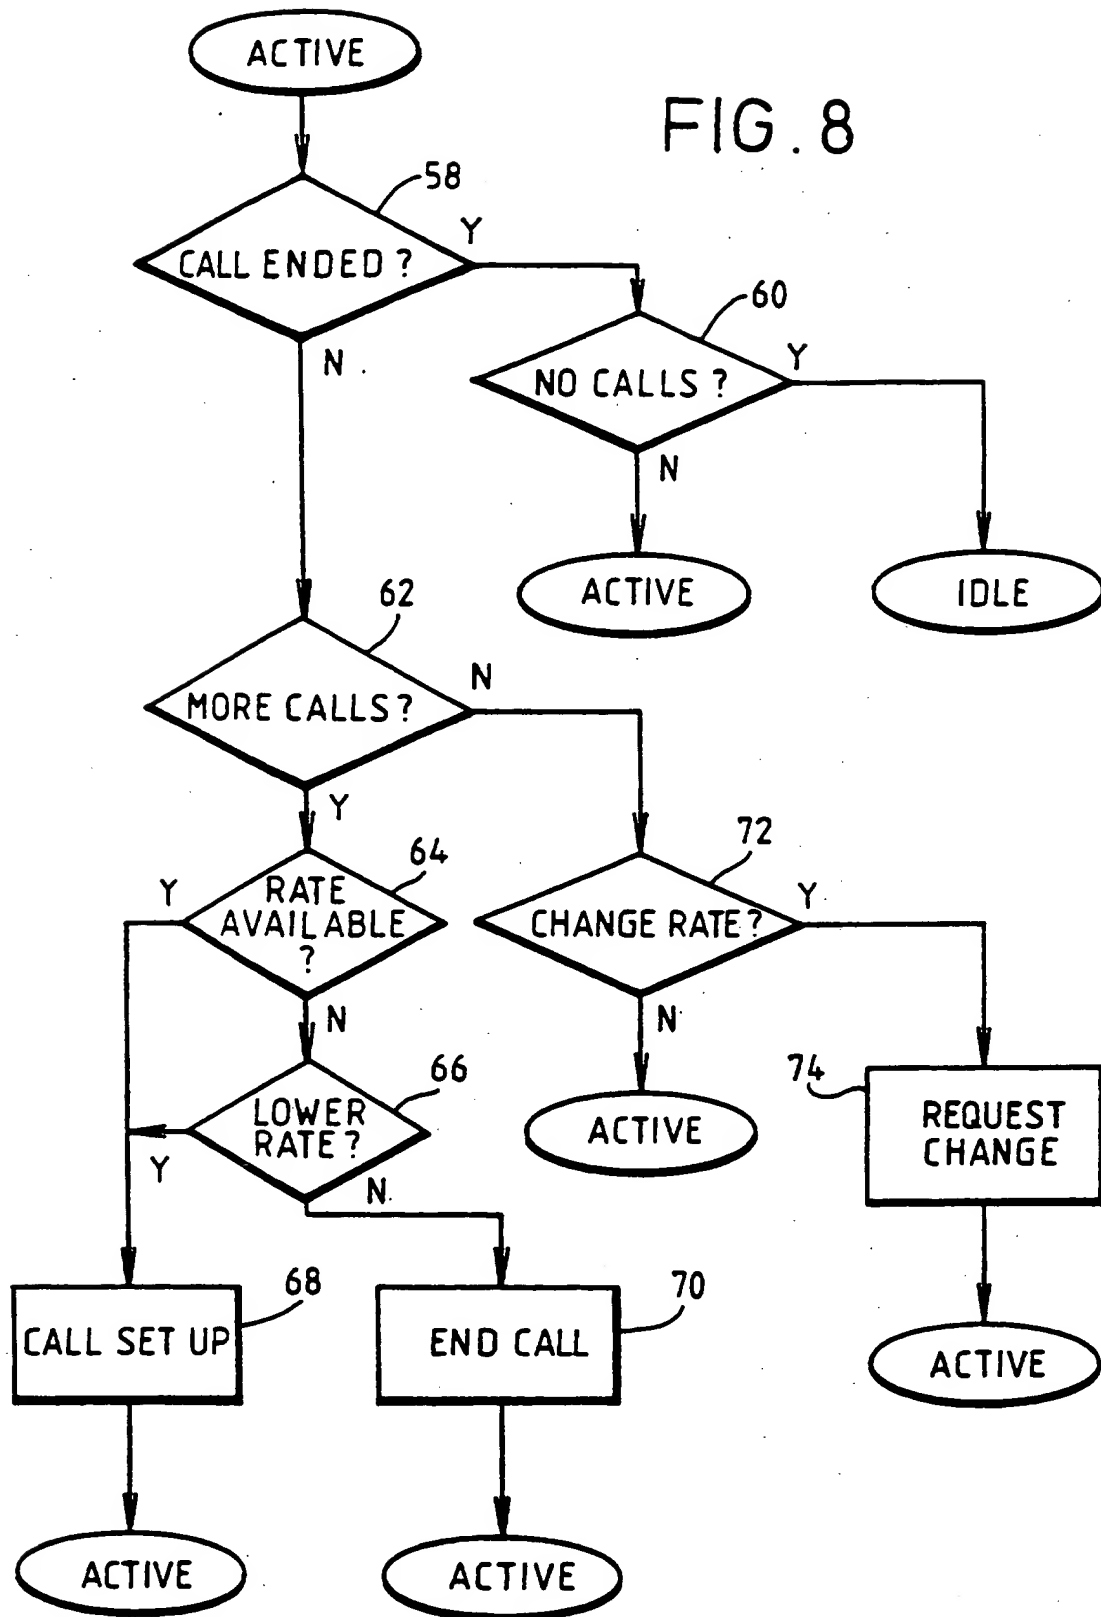 ACTIVE
FIG. 8
58
CALL ENDED ?
Y
N
60
NO CALLS ?
Y
N
ACTIVE
IDLE
62
MORE CALLS ?
N
Y
64
RATE
AVAILABLE
?
Y
N
72
CHANGE RATE ?
Y
N
66
LOWER
RATE ?
Y
N
ACTIVE
74
REQUEST
CHANGE
68
CALL SET UP
70
END CALL
ACTIVE
ACTIVE
ACTIVE